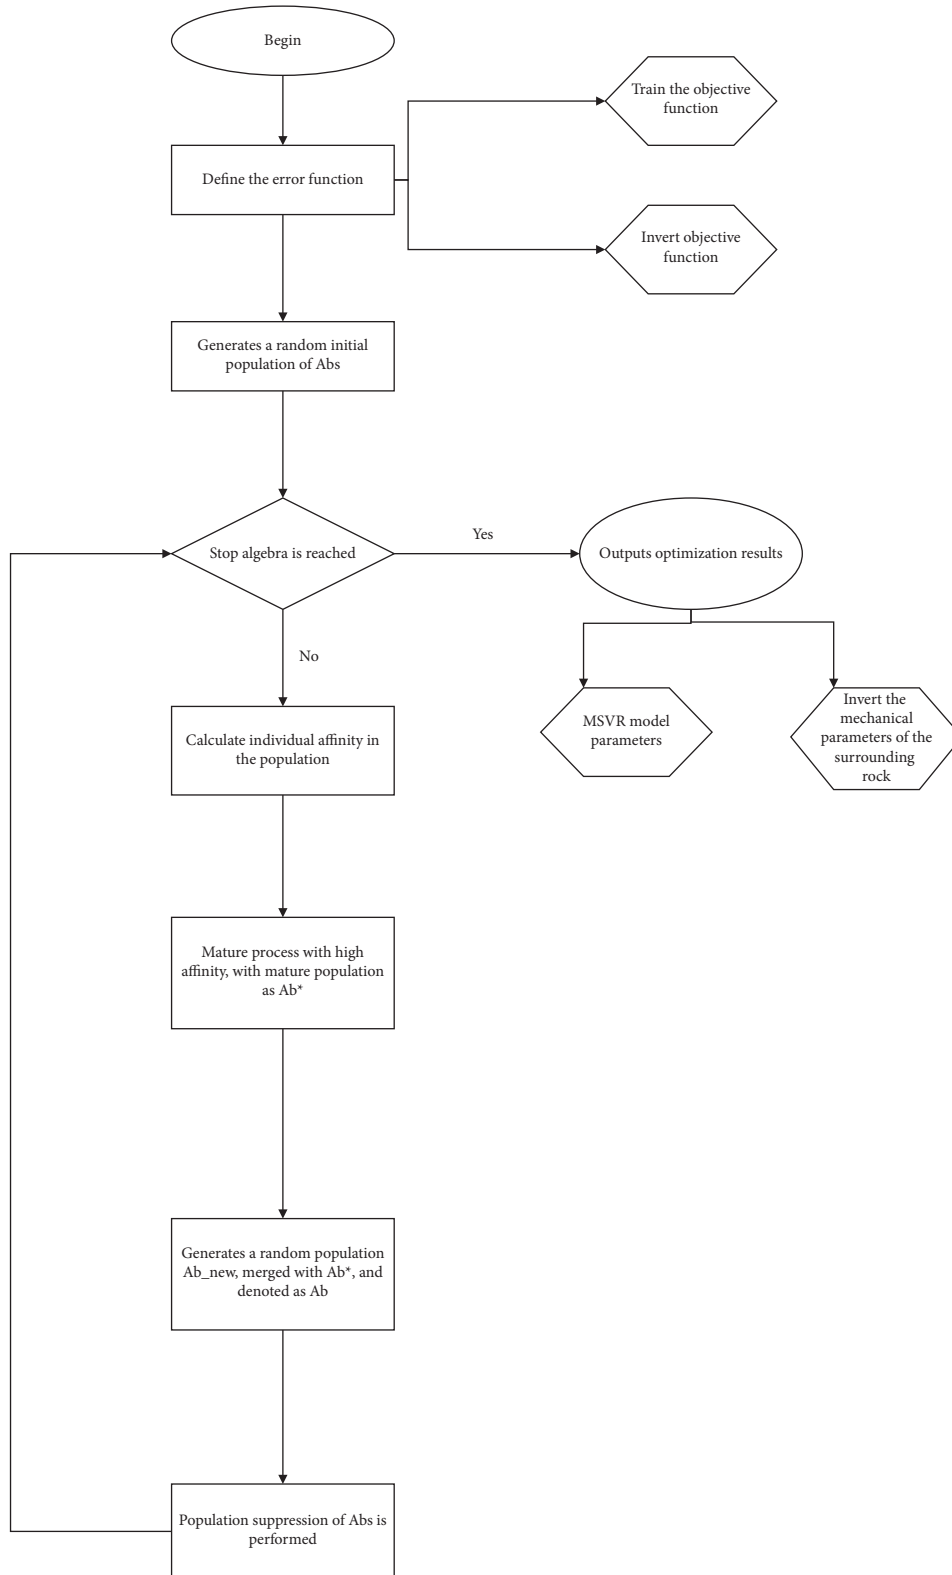 Begin
Train the objective
function
Define the error function
Invert objective
function
Generates a random initial
population of Abs
Stop algebra is reached
Yes
Outputs optimization results
No
MSVR model
parameters
Invert the
mechanical
parameters of the
surrounding
rock
Calculate individual affinity in
the population
Mature process with high
affinity, with mature population
as Ab*
Generates a random population
Ab_new, merged with Ab*, and
denoted as Ab
Population suppression of Abs is
performed